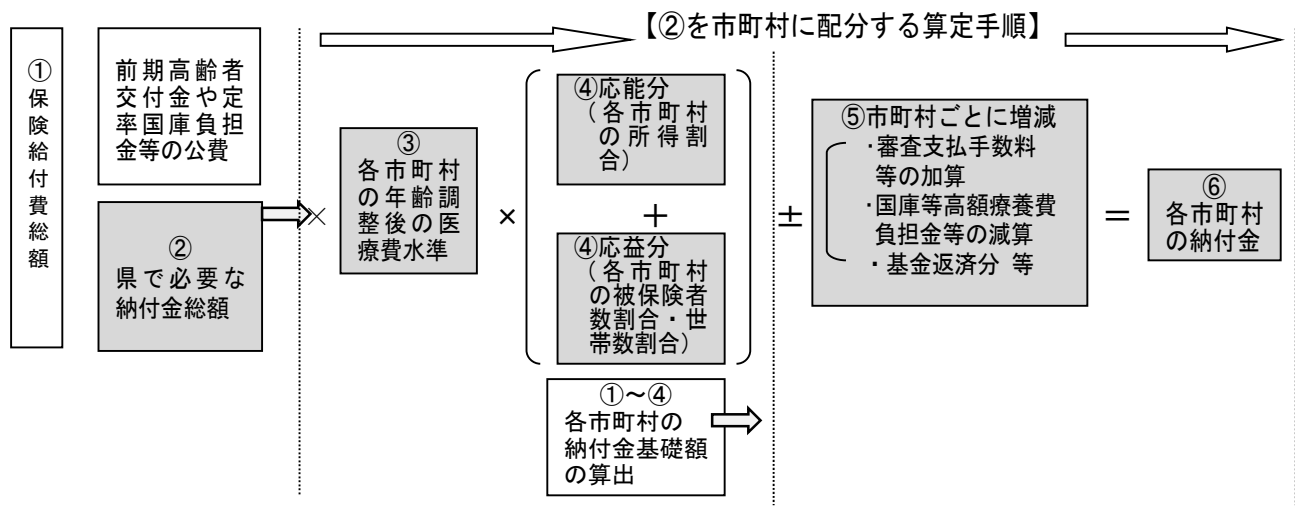 【②を市町村に配分する算定手順】
①保険給付費総額
前期高齢者
交付金や定
率国庫負担
金等の公費
②
県で必要な
納付金総額
×
③
各市町村
の年齢調
整後の医
療費水準
×
④応能分
(各市町村
の所得割
合)
＋
④応益分
(各市町村
の被保険者
数割合・世
帯数割合)
①～④
各市町村の
納付金基礎額
の算出
±
⑤市町村ごとに増減
・審査支払手数料
等の加算
・国庫等高額療養費
負担金等の減算
・基金返済分 等
＝
⑥
各市町村
の納付金